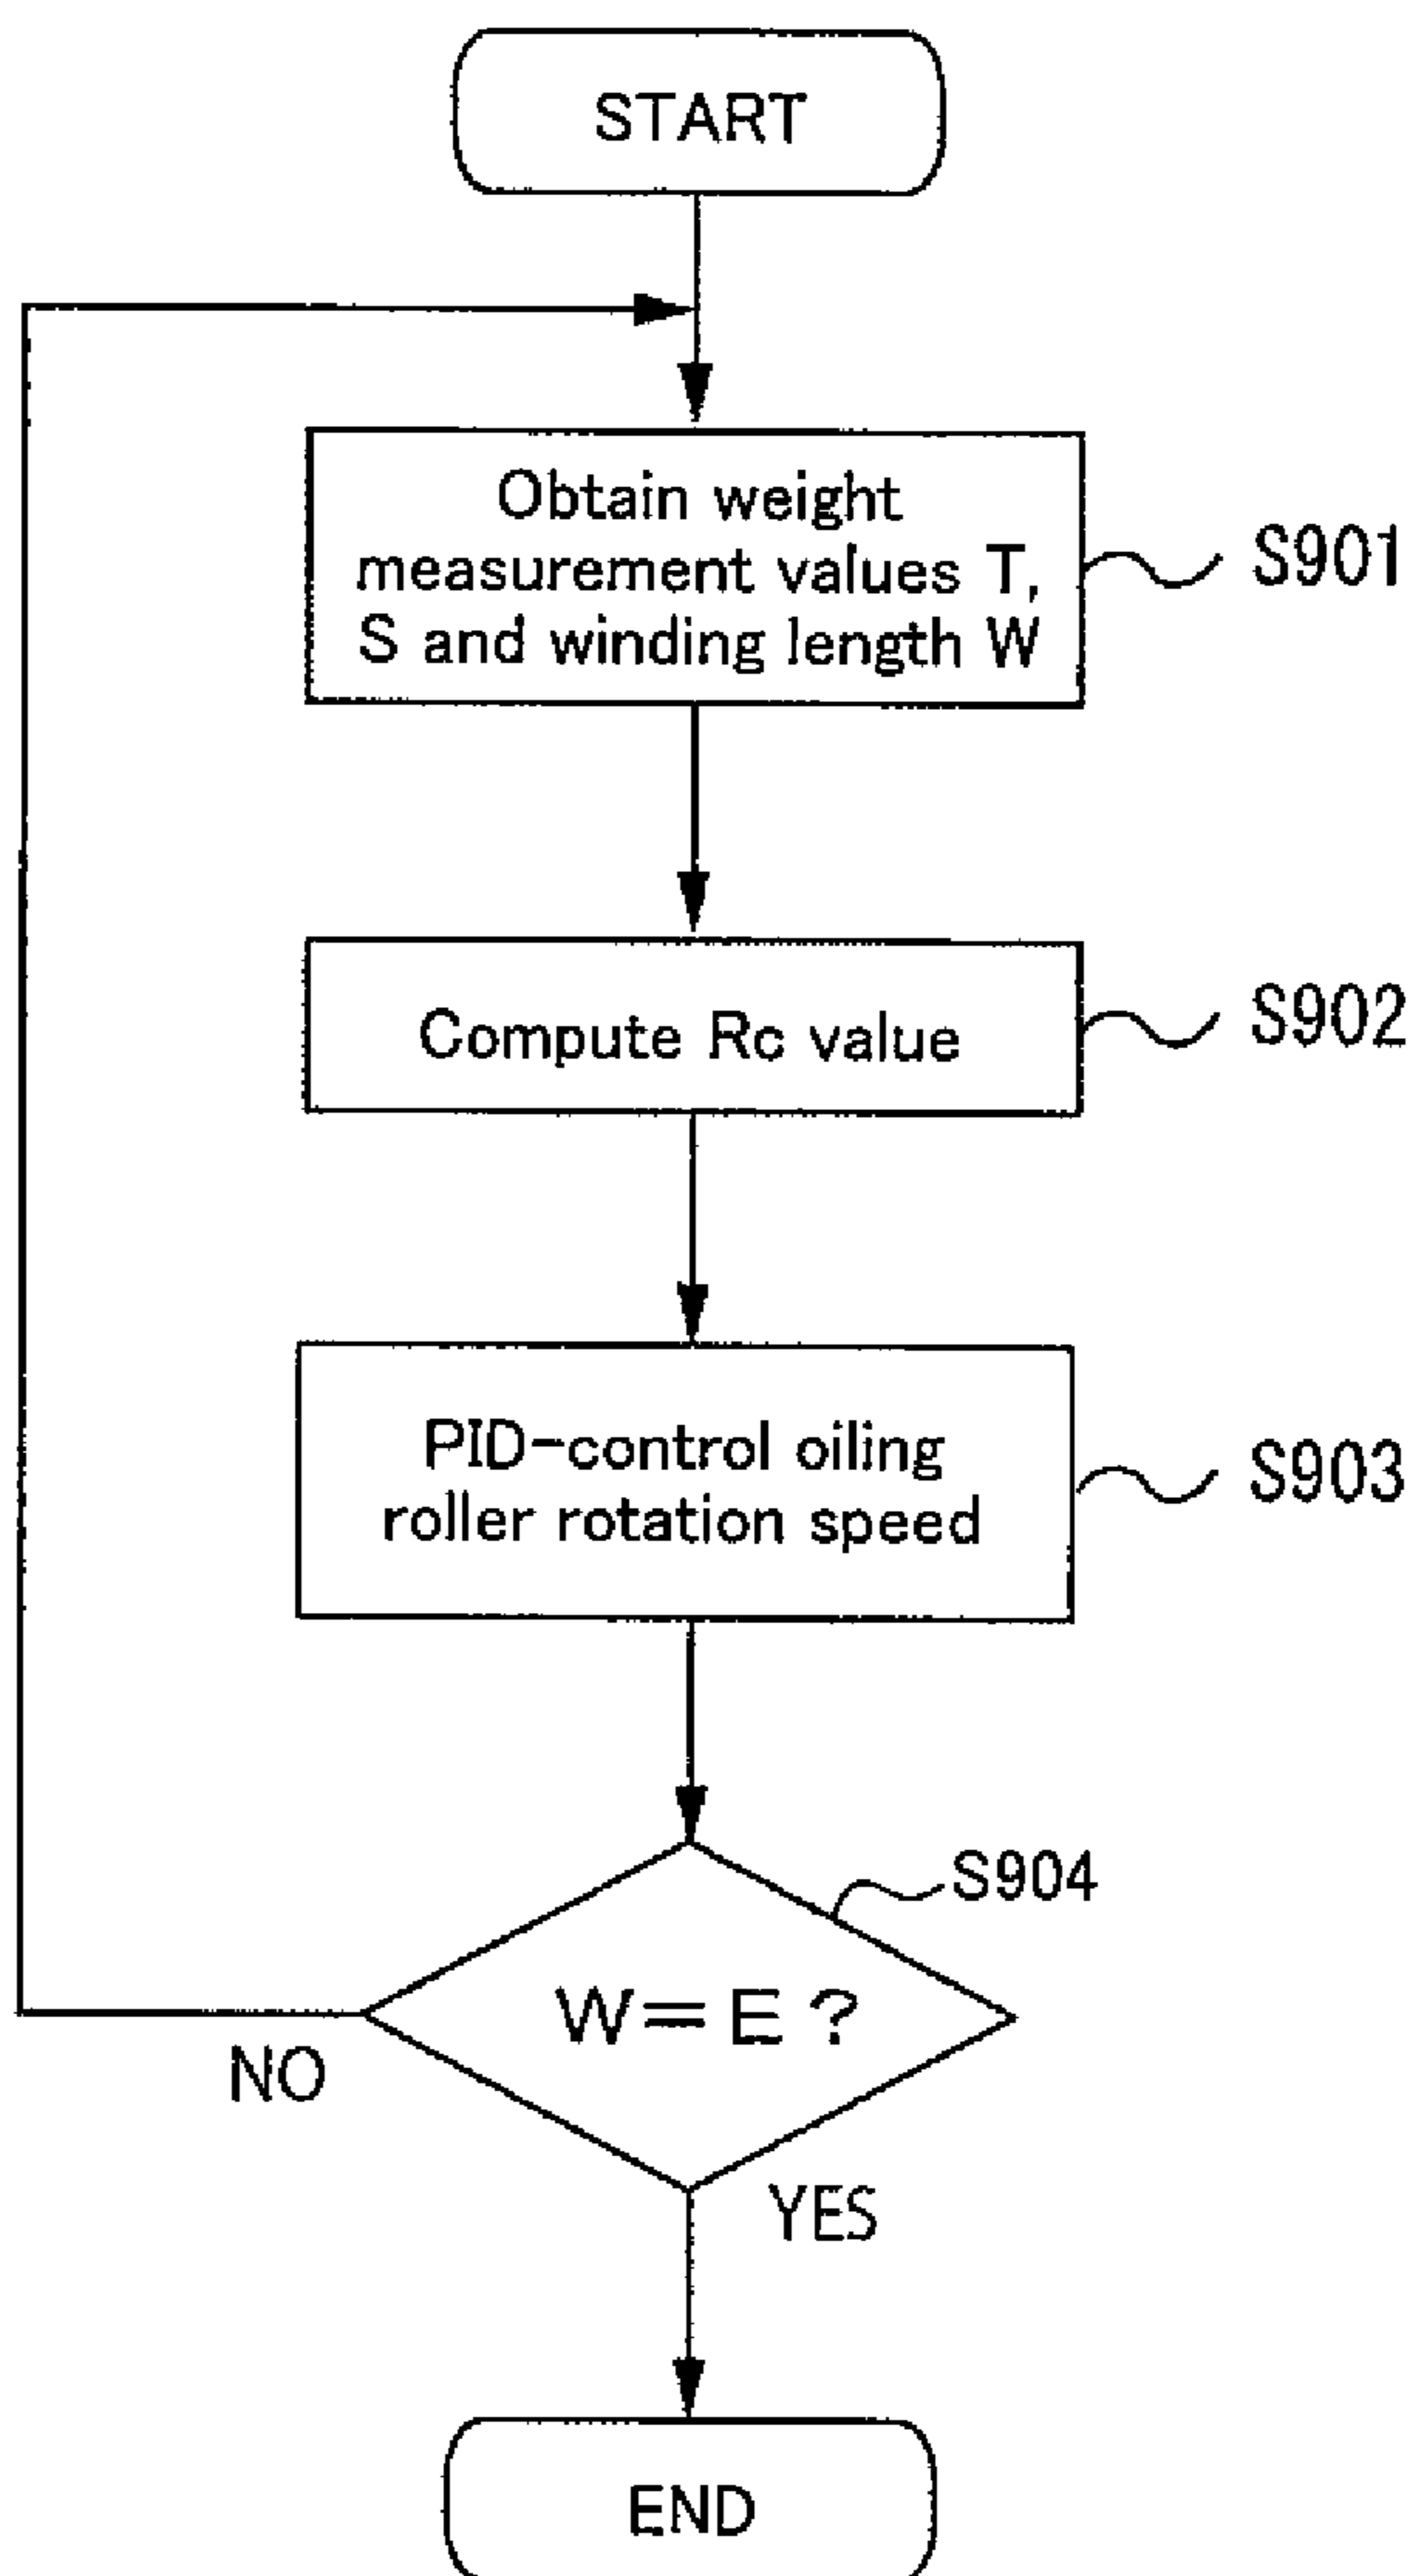 START
Obtain weight
measurement values T,
S and winding length W
S901
Compute Rc value
S902
PID-control oiling
roller rotation speed
S903
S904
W=E?
NO
YES
END